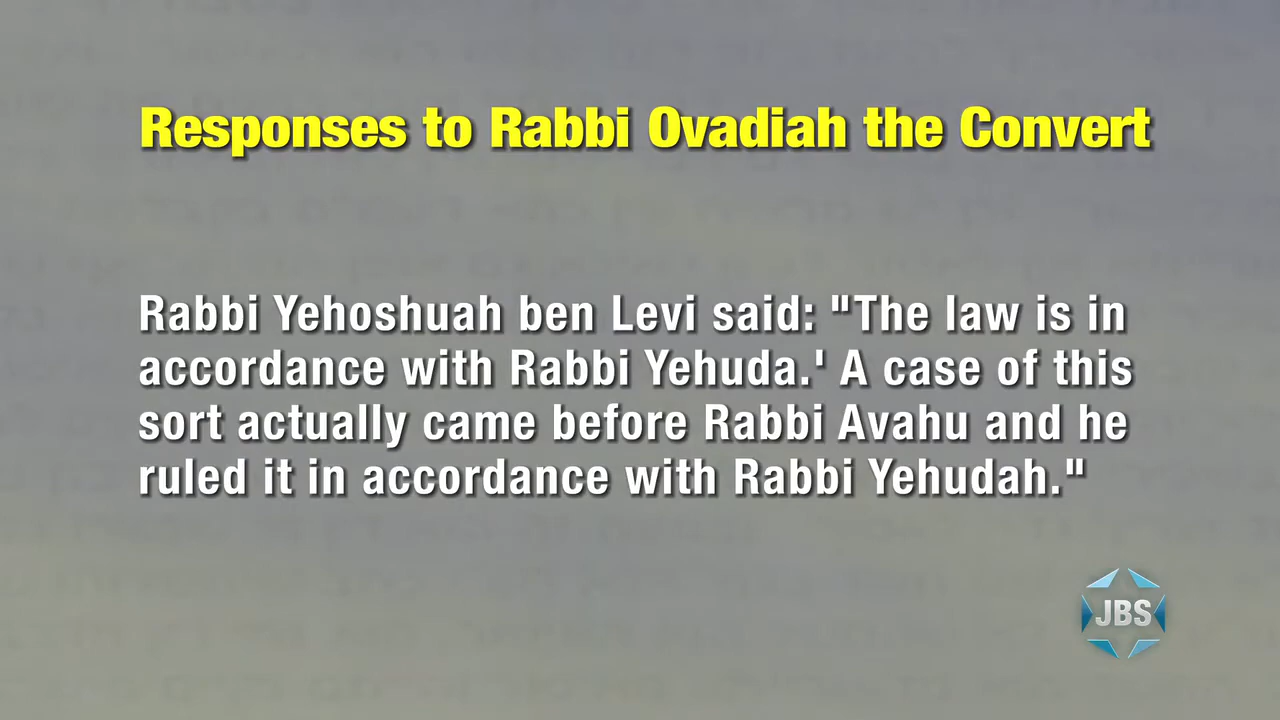 Responses to Rabbi Ovadiah the Convert
Rabbi Yehoshuah ben Levi said: "The law is in
accordance with Rabbi Yehuda.' A case of this
sort actually came before Rabbi Avahu and he
ruled it in accordance with Rabbi Yehudah."
JBS